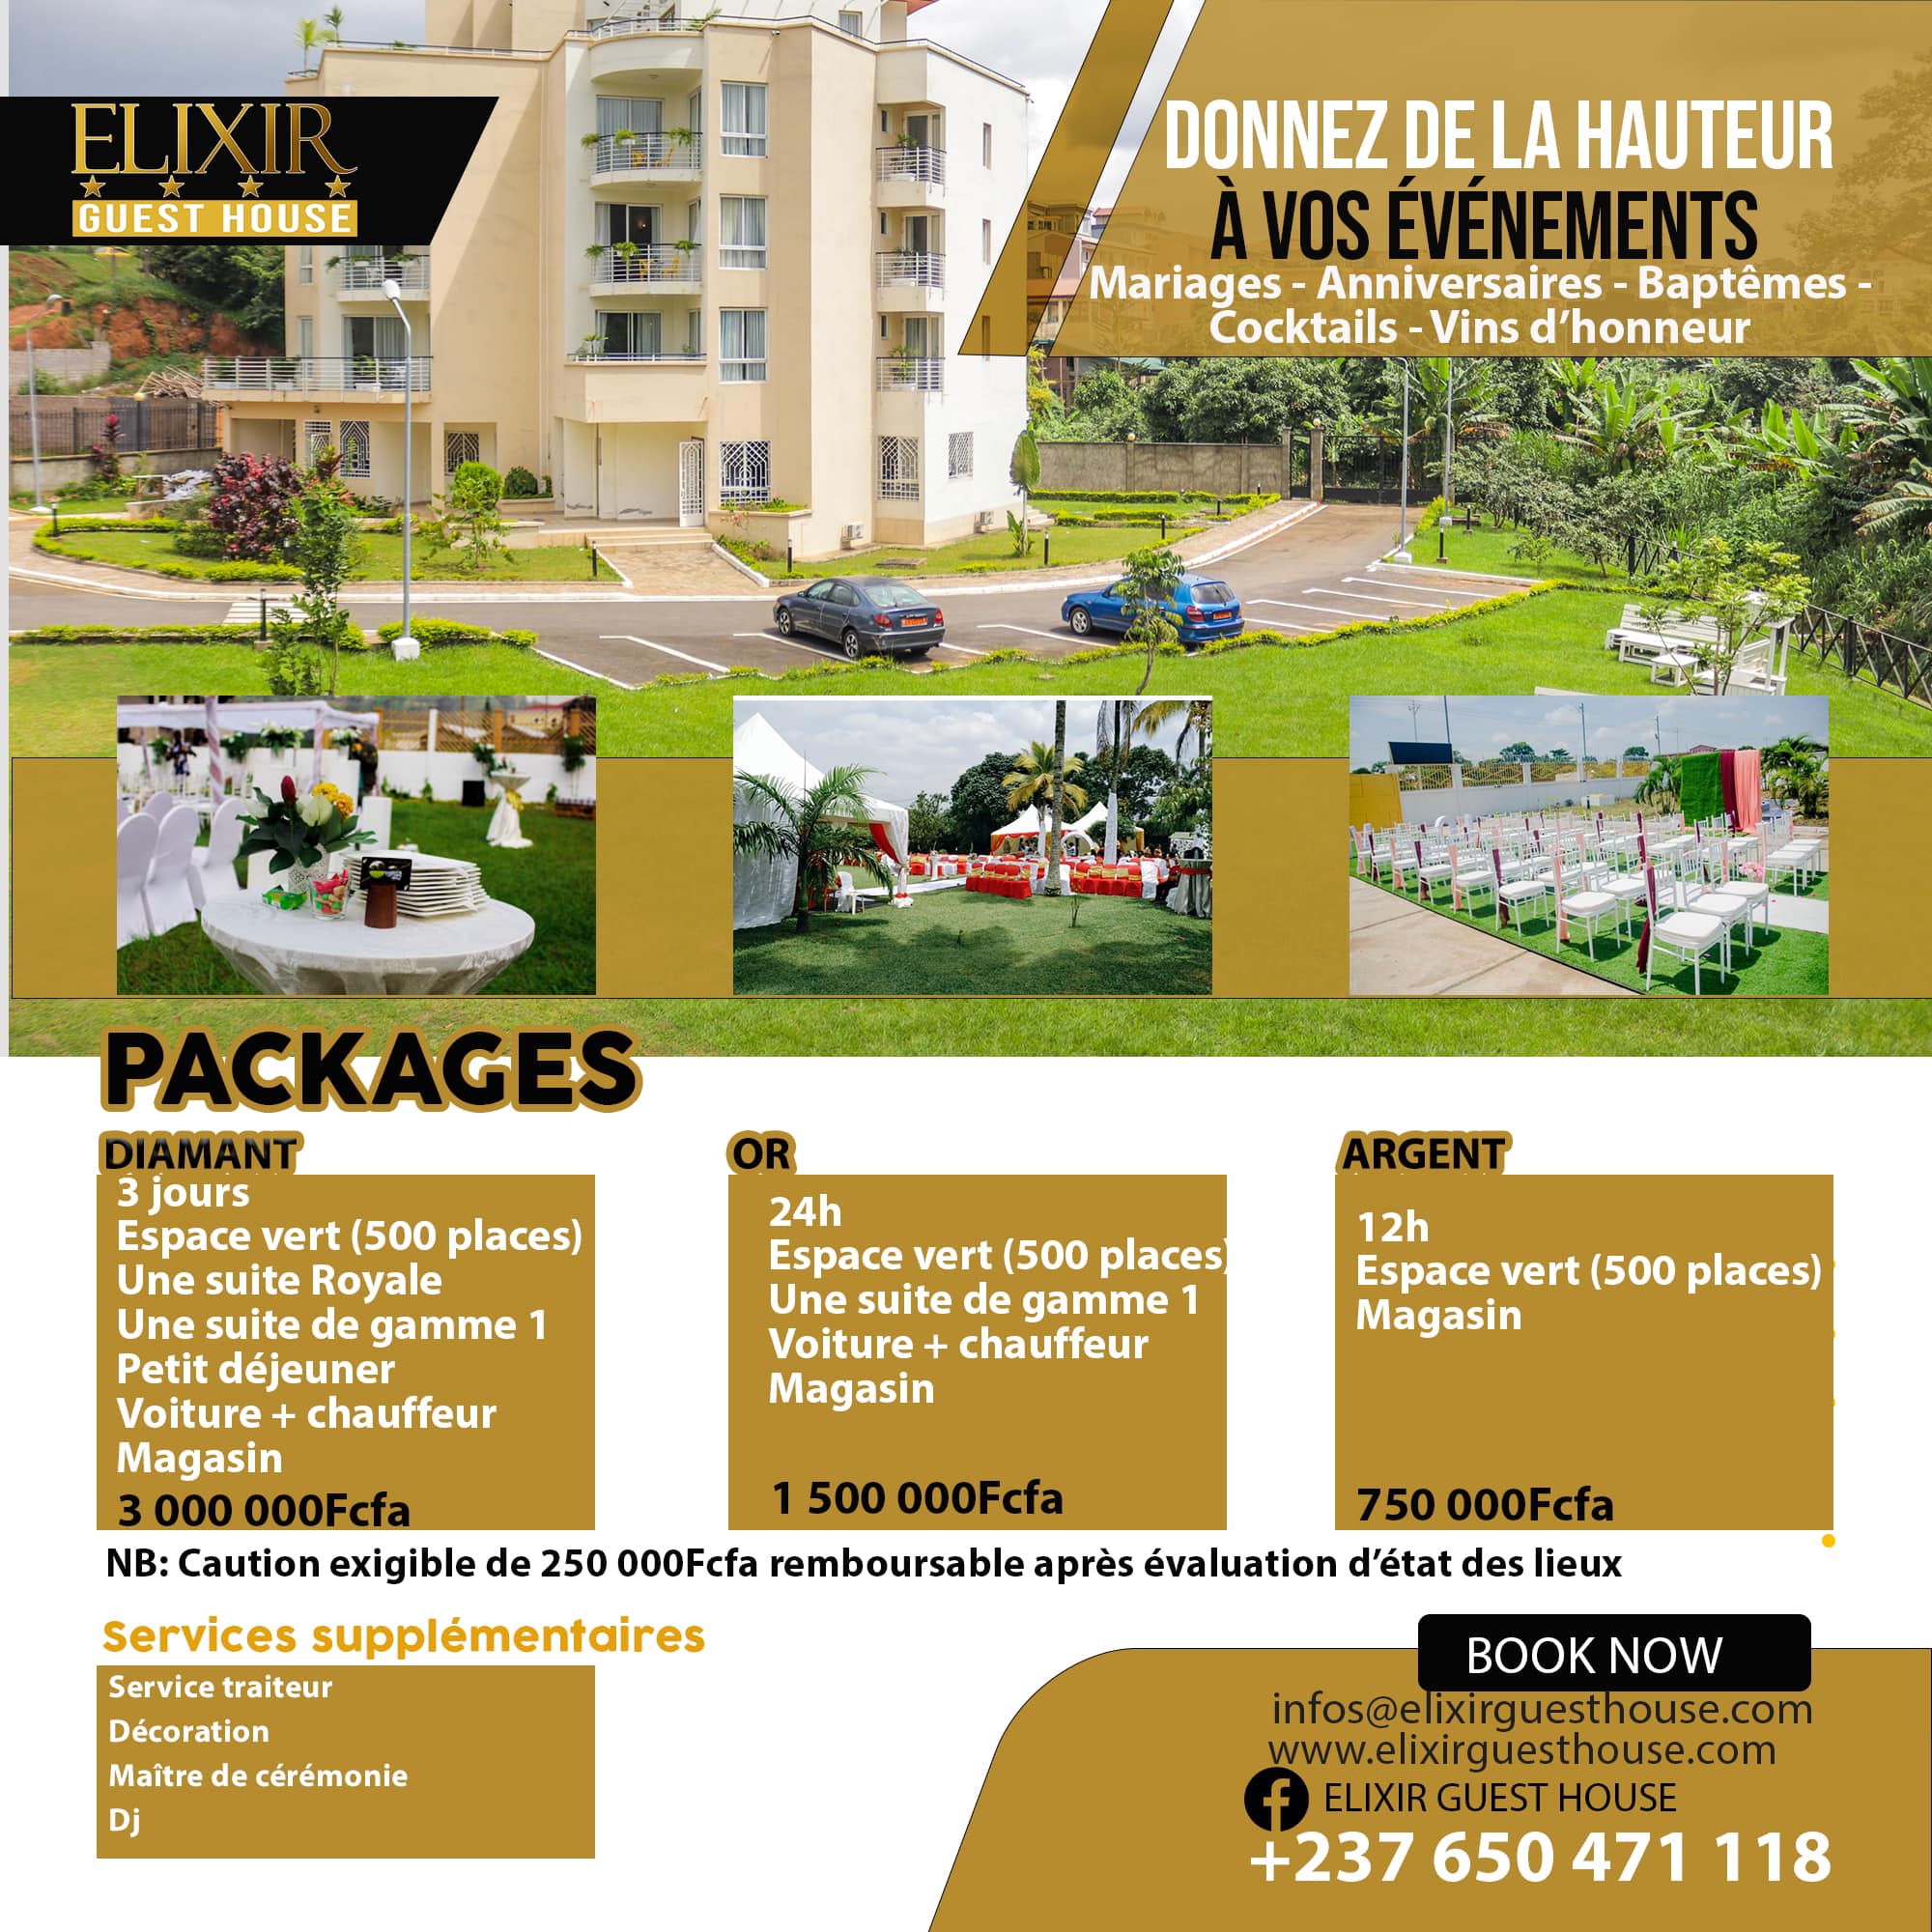 ELIXIR
GUEST HOUSE
DONNEZ DE LA HAUTEUR
À VOS ÉVÉNEMENTS
Mariages - Anniversaires - Baptêmes -
Cocktails - Vins d’honneur
PACKAGES
DIAMANT
3 jours
Espace vert (500 places)
Une suite Royale
Une suite de gamme 1
Petit déjeuner
Voiture + chauffeur
Magasin
3 000 000Fcfa
OR
24h
Espace vert (500 places)
Une suite de gamme 1
Voiture + chauffeur
Magasin
1 500 000Fcfa
ARGENT
12h
Espace vert (500 places)
Magasin
750 000Fcfa
NB: Caution exigible de 250 000Fcfa remboursable après évaluation d’état des lieux
Services supplémentaires
Service traiteur
Décoration
Maître de cérémonie
Dj
BOOK NOW
infos@elixirguesthouse.com
www.elixirguesthouse.com
ELIXIR GUEST HOUSE
+237 650 471 118